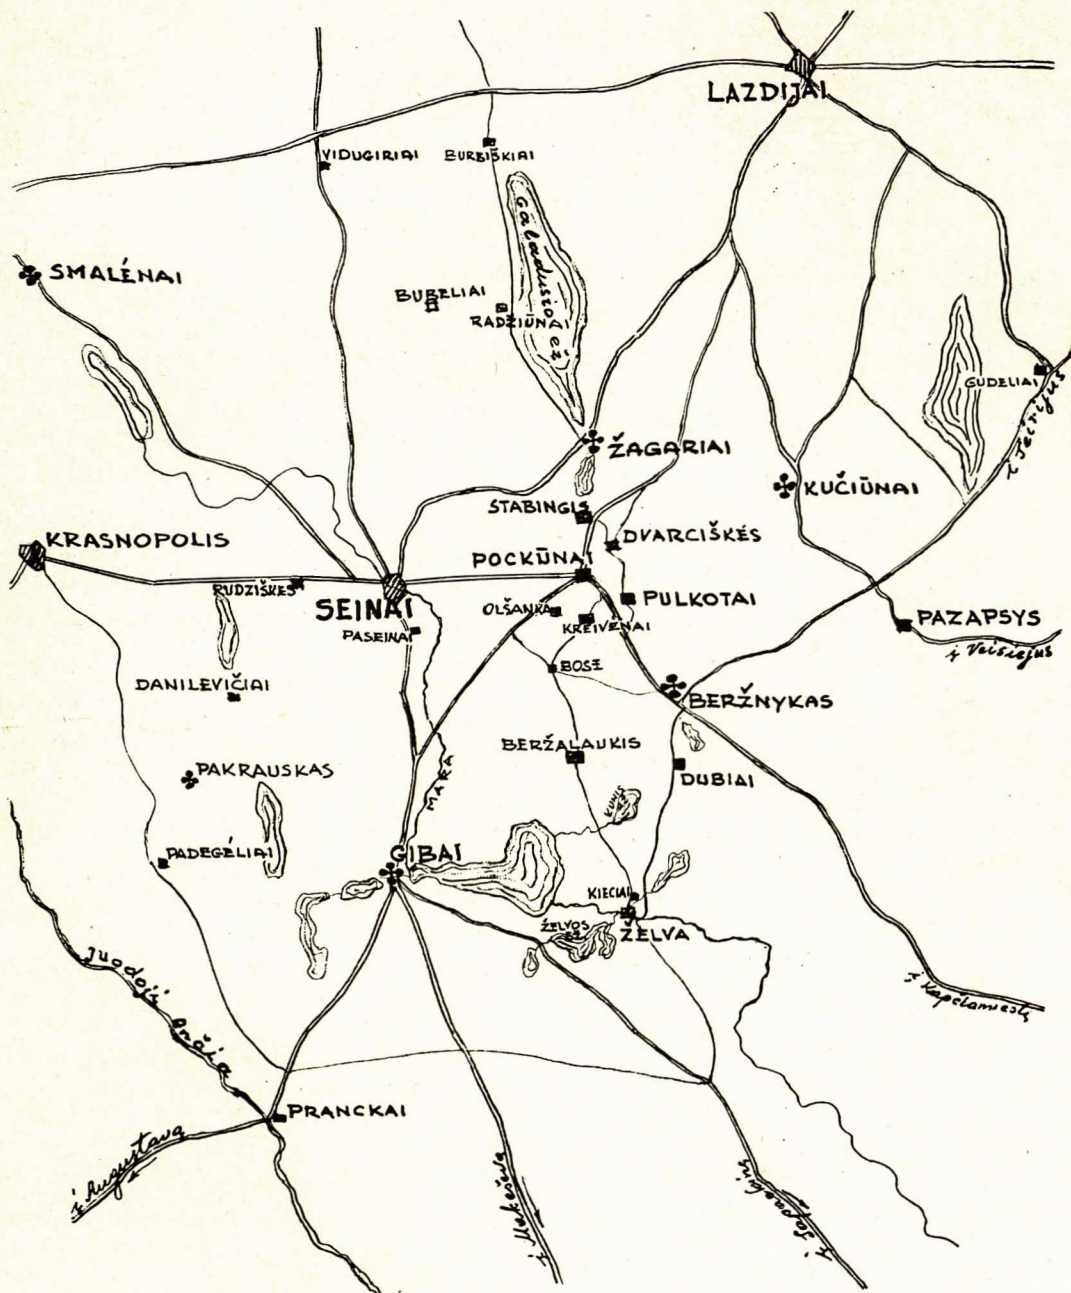 LAZDIJAI
VIDUGIRIAI
BURBIŠKIAI
Galadusio ež
SMALĖNAI
BUBELIAI
RADŽIŪNAI
GUDELIAI
į Leipijus
ŽAGARIAI
KUČIŪNAI
STABINGIS
KRASNOPOLIS
DVARCIŠKĖS
POCKŪNAI
RUDZIŠKĖS
SEINAI
OLŠANKA
PULKOTAI
KREIVĖNAI
PASEINAI
PAZAPSYS
į Veisiejus
BOSE
DANILEVIČIAI
BERŽNYKAS
BERŽALAUKIS
MARA
PAKRAUSKAS
DUBIAI
KUNIS
PADEGĖLIAI
GIBAI
KIECIAI
ŽELVOS
EŽ
ŽELVA
Juodoji Ančia
į Kapčiamiestį
PRANCKAI
į Augustavą